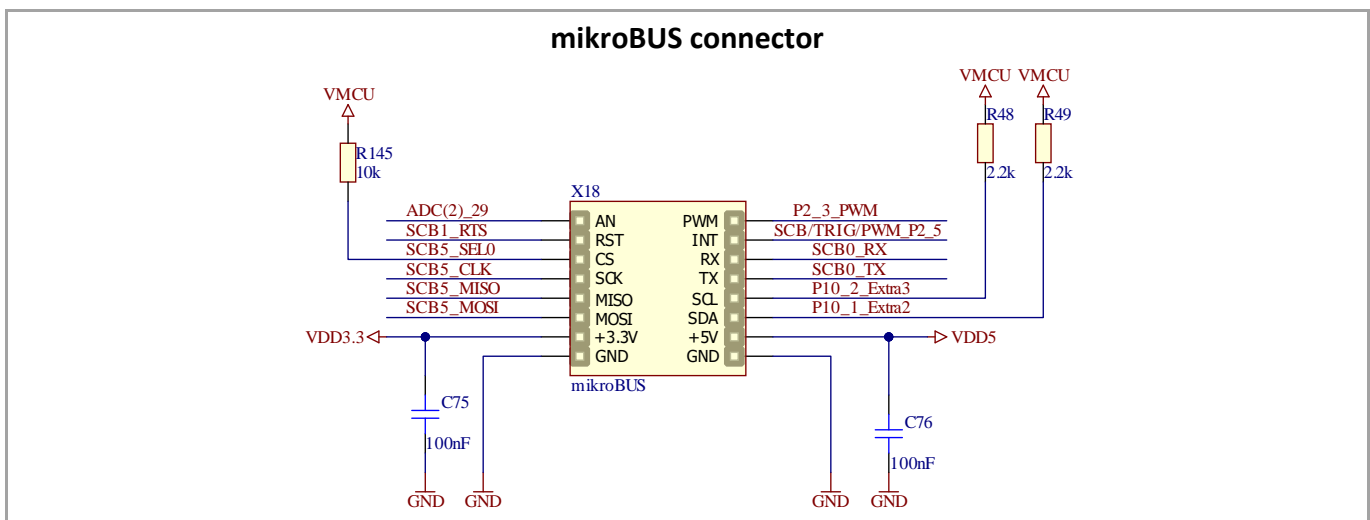 mikroBUS connector
VMCU
VMCU
VMCU
R48
R49
R145
10k
2.2k
2.2k
X18
ADC(2)_29
AN
PWM
P2_3_PWM
SCB1_RTS
RST
INT
SCB/TRIG/PWM_P2_5
SCB5_SEL0
CS
RX
SCB0_RX
SCB5_CLK
SCK
TX
SCB0_TX
SCB5_MISO
MISO
SCL
P10_2_Extra3
SCB5_MOSI
MOSI
SDA
P10_1_Extra2
VDD3.3
+3.3V
+5V
VDD5
GND
GND
mikroBUS
C75
100nF
C76
100nF
GND
GND
GND
GND